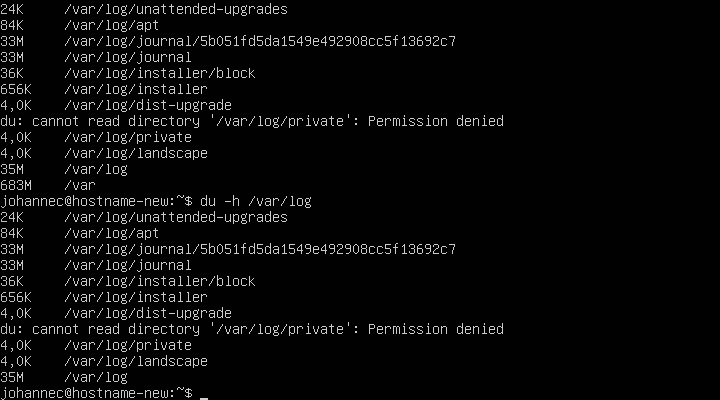 24K     /var/log/unattended-upgrades
84K     /var/log/apt
33M     /var/log/journal/5b051fd5da1549e492908cc5f13692c7
33M     /var/log/journal
36K     /var/log/installer/block
656K    /var/log/installer
4,0K    /var/log/dist-upgrade
du: cannot read directory '/var/log/private': Permission denied
4,0K    /var/log/private
4,0K    /var/log/landscape
35M     /var/log
683M    /var
johannec@hostname-new:~$ du -h /var/log
24K     /var/log/unattended-upgrades
84K     /var/log/apt
33M     /var/log/journal/5b051fd5da1549e492908cc5f13692c7
33M     /var/log/journal
36K     /var/log/installer/block
656K    /var/log/installer
4,0K    /var/log/dist-upgrade
du: cannot read directory '/var/log/private': Permission denied
4,0K    /var/log/private
4,0K    /var/log/landscape
35M     /var/log
johannec@hostname-new:~$ _